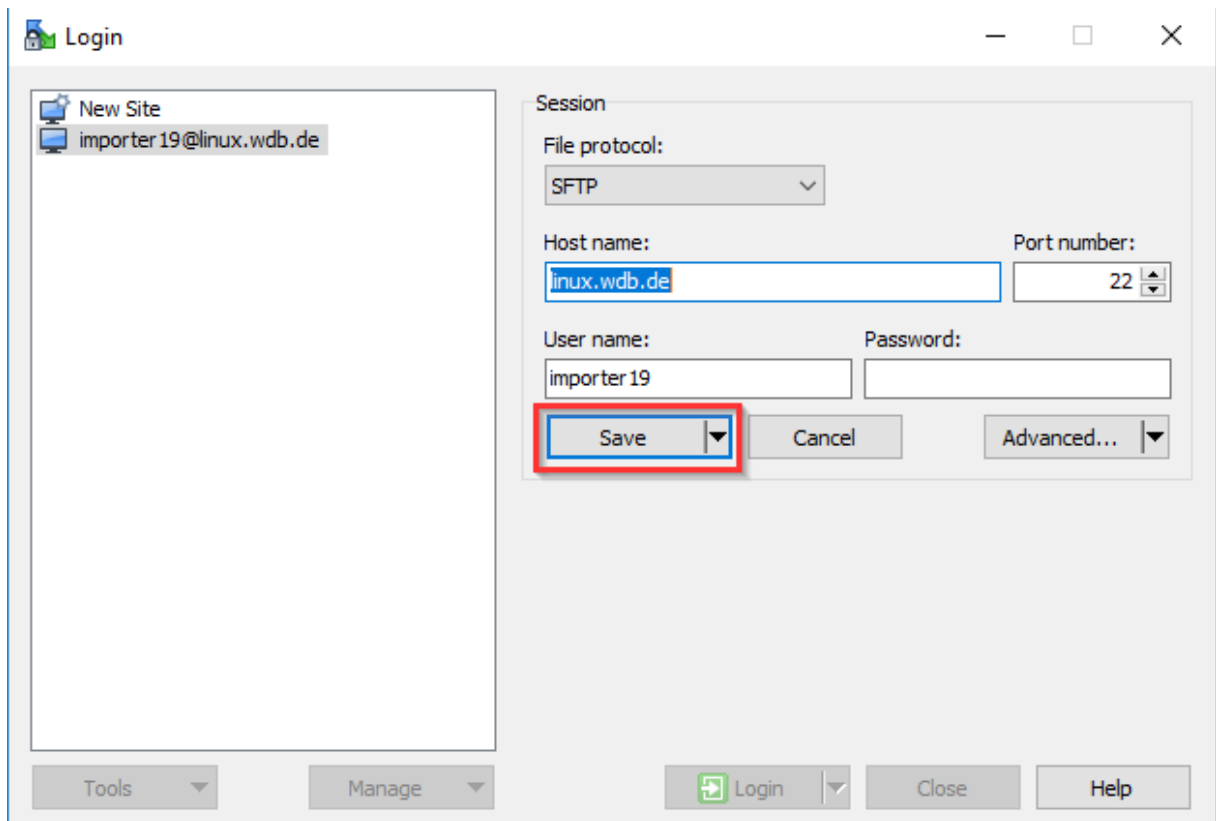 Login
New Site
importer19@linux.wdb.de
Session
File protocol:
SFTP
Host name:
Port number:
linux.wdb.de
22
User name:
Password:
importer19
Save
Cancel
Advanced...
Tools
Manage
Login
Close
Help